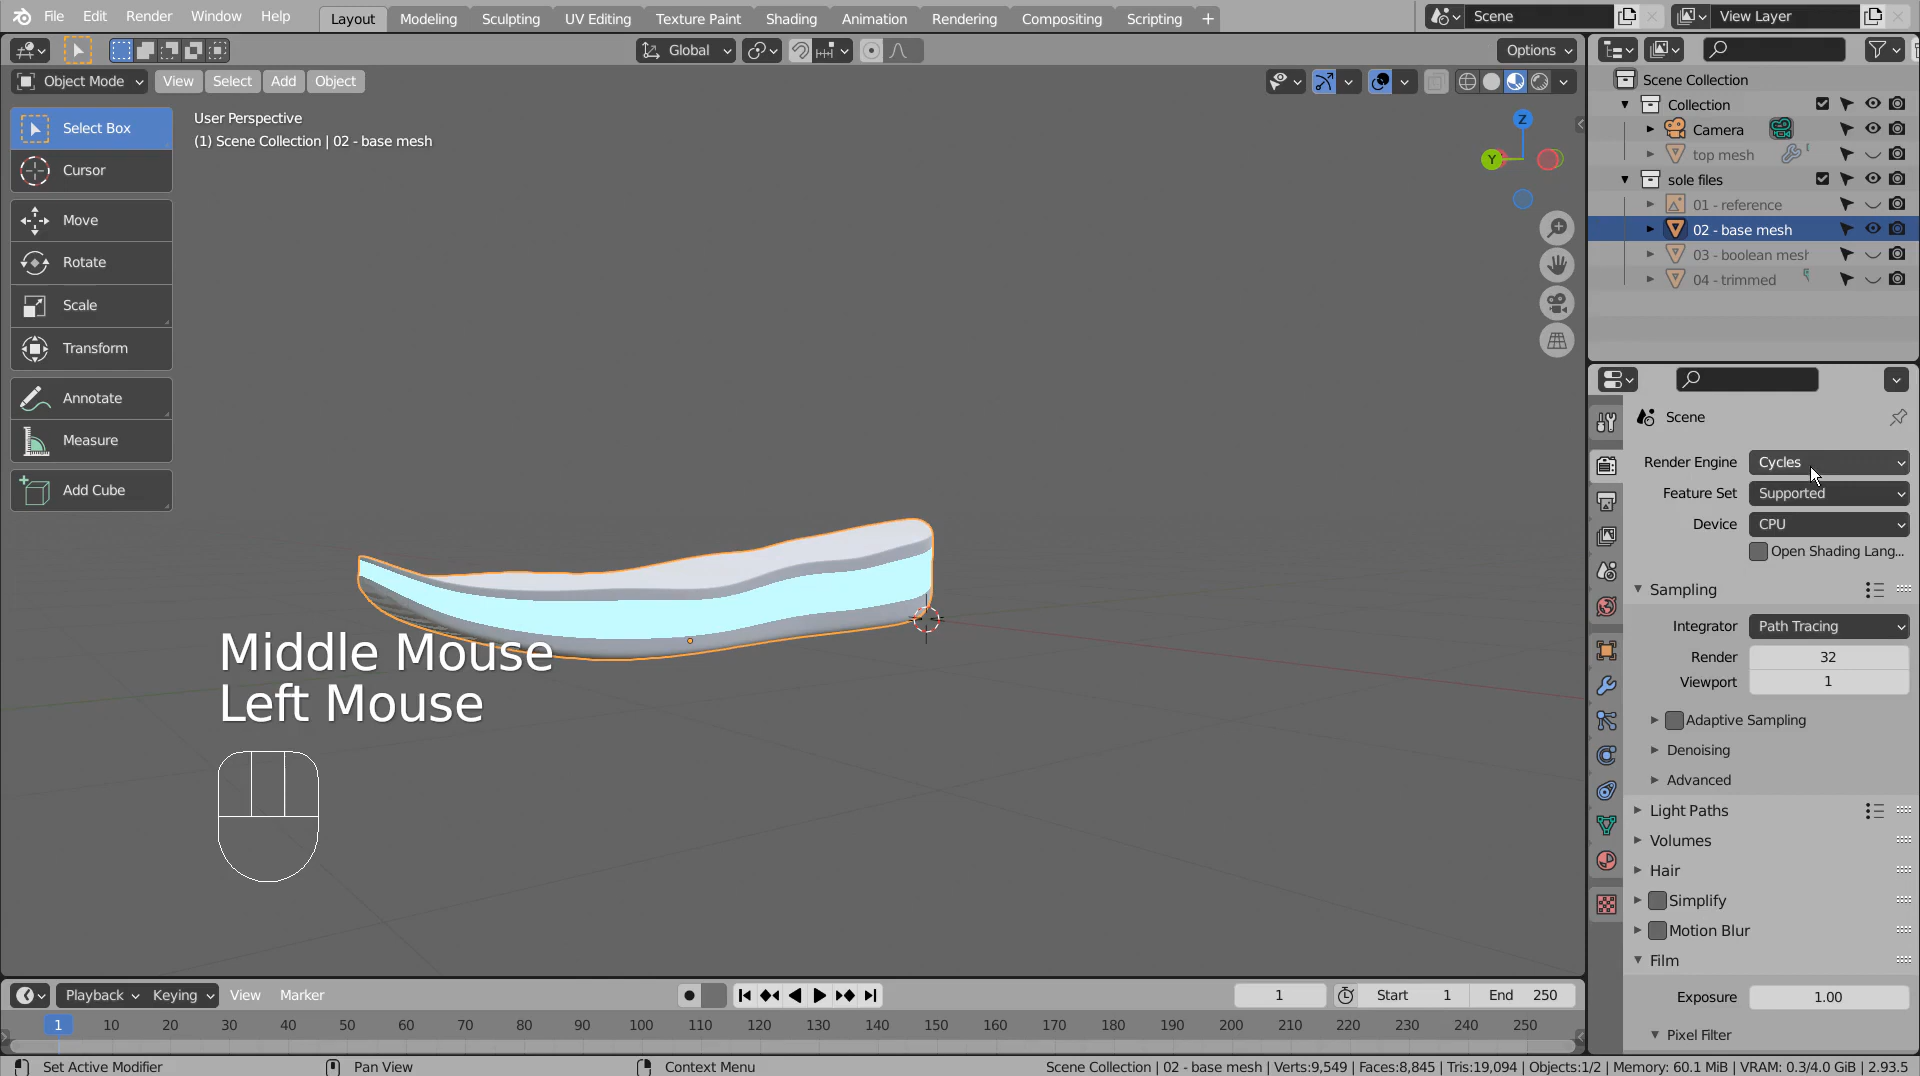 File Edit Render Window Help Layout Modeling Sculpting UV Editing Texture Paint Shading Animation Rendering Compositing Scripting + Scene View Layer
Global Options
Object Mode View Select Add Object
Select Box
Cursor
Move
Rotate
Scale
Transform
Annotate
Measure
Add Cube
User Perspective
(1) Scene Collection | 02 - base mesh
Z
Y
Middle Mouse
Left Mouse
Scene Collection
Collection
Camera
top mesh
sole files
01 - reference
02 - base mesh
03 - boolean mesh
04 - trimmed
Scene
Render Engine Cycles
Feature Set Supported
Device CPU
Open Shading Lang...
Sampling
Integrator Path Tracing
Render 32
Viewport 1
Adaptive Sampling
Denoising
Advanced
Light Paths
Volumes
Hair
Simplify
Motion Blur
Film
Exposure 1.00
Pixel Filter
Playback Keying View Marker 1 Start 1 End 250
1 10 20 30 40 50 60 70 80 90 100 110 120 130 140 150 160 170 180 190 200 210 220 230 240 250
Set Active Modifier Pan View Context Menu Scene Collection | 02 - base mesh | Verts:9,549 | Faces:8,845 | Tris:19,094 | Objects:1/2 | Memory: 60.1 MiB | VRAM: 0.3/4.0 GiB | 2.93.5